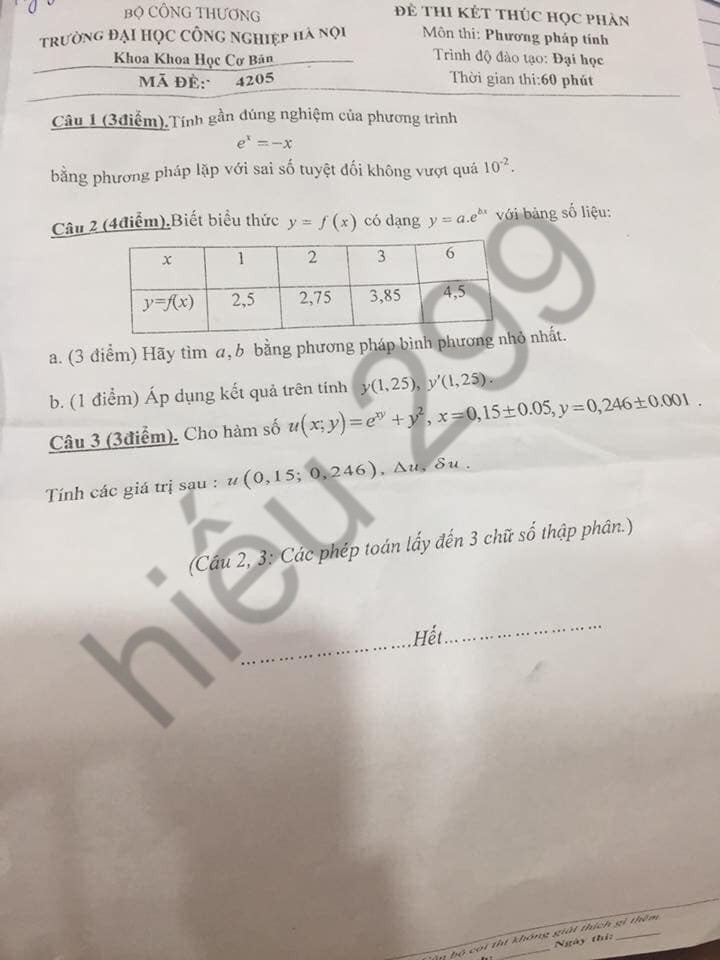 BỘ CÔNG THƯƠNG
TRƯỜNG ĐẠI HỌC CÔNG NGHIỆP HÀ NỘI
Khoa Khoa Học Cơ Bản
MÃ ĐỀ: 4205
ĐỀ THI KẾT THÚC HỌC PHẦN
Môn thi: Phương pháp tính
Trình độ đào tạo: Đại học
Thời gian thi:60 phút
Câu 1 (3điểm).Tính gần đúng nghiệm của phương trình
eˣ = −x
bằng phương pháp lặp với sai số tuyệt đối không vượt quá 10⁻².
Câu 2 (4điểm).Biết biểu thức y = f(x) có dạng y = a.e^{bx} với bảng số liệu:
x 1 2 3 6
y=f(x) 2,5 2,75 3,85 4,5
a. (3 điểm) Hãy tìm a,b bằng phương pháp bình phương nhỏ nhất.
b. (1 điểm) Áp dụng kết quả trên tính y(1,25), y'(1,25).
Câu 3 (3điểm). Cho hàm số u(x;y)=e^{xy}+y², x=0,15±0.05, y=0,246±0.001 .
Tính các giá trị sau : u(0,15; 0,246), Δu, δu .
(Câu 2, 3: Các phép toán lấy đến 3 chữ số thập phân.)
……………………….Hết……………………
hiếu 299
bộ coi thi không giải thích gì thêm
Ngày thi: